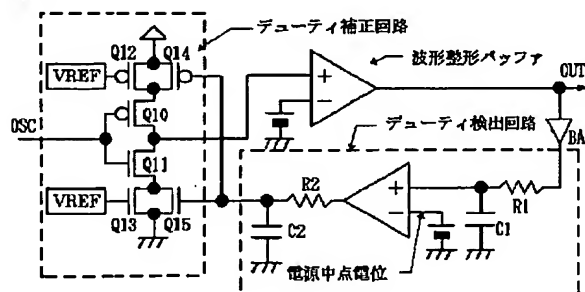 デューティ補正回路
Q12
Q14
VREF
Q10
OSC
Q11
VREF
Q13
Q15
波形整形バッファ
+
−
OUT
デューティ検出回路
BA
R2
+
−
R1
C2
C1
電源中点電位